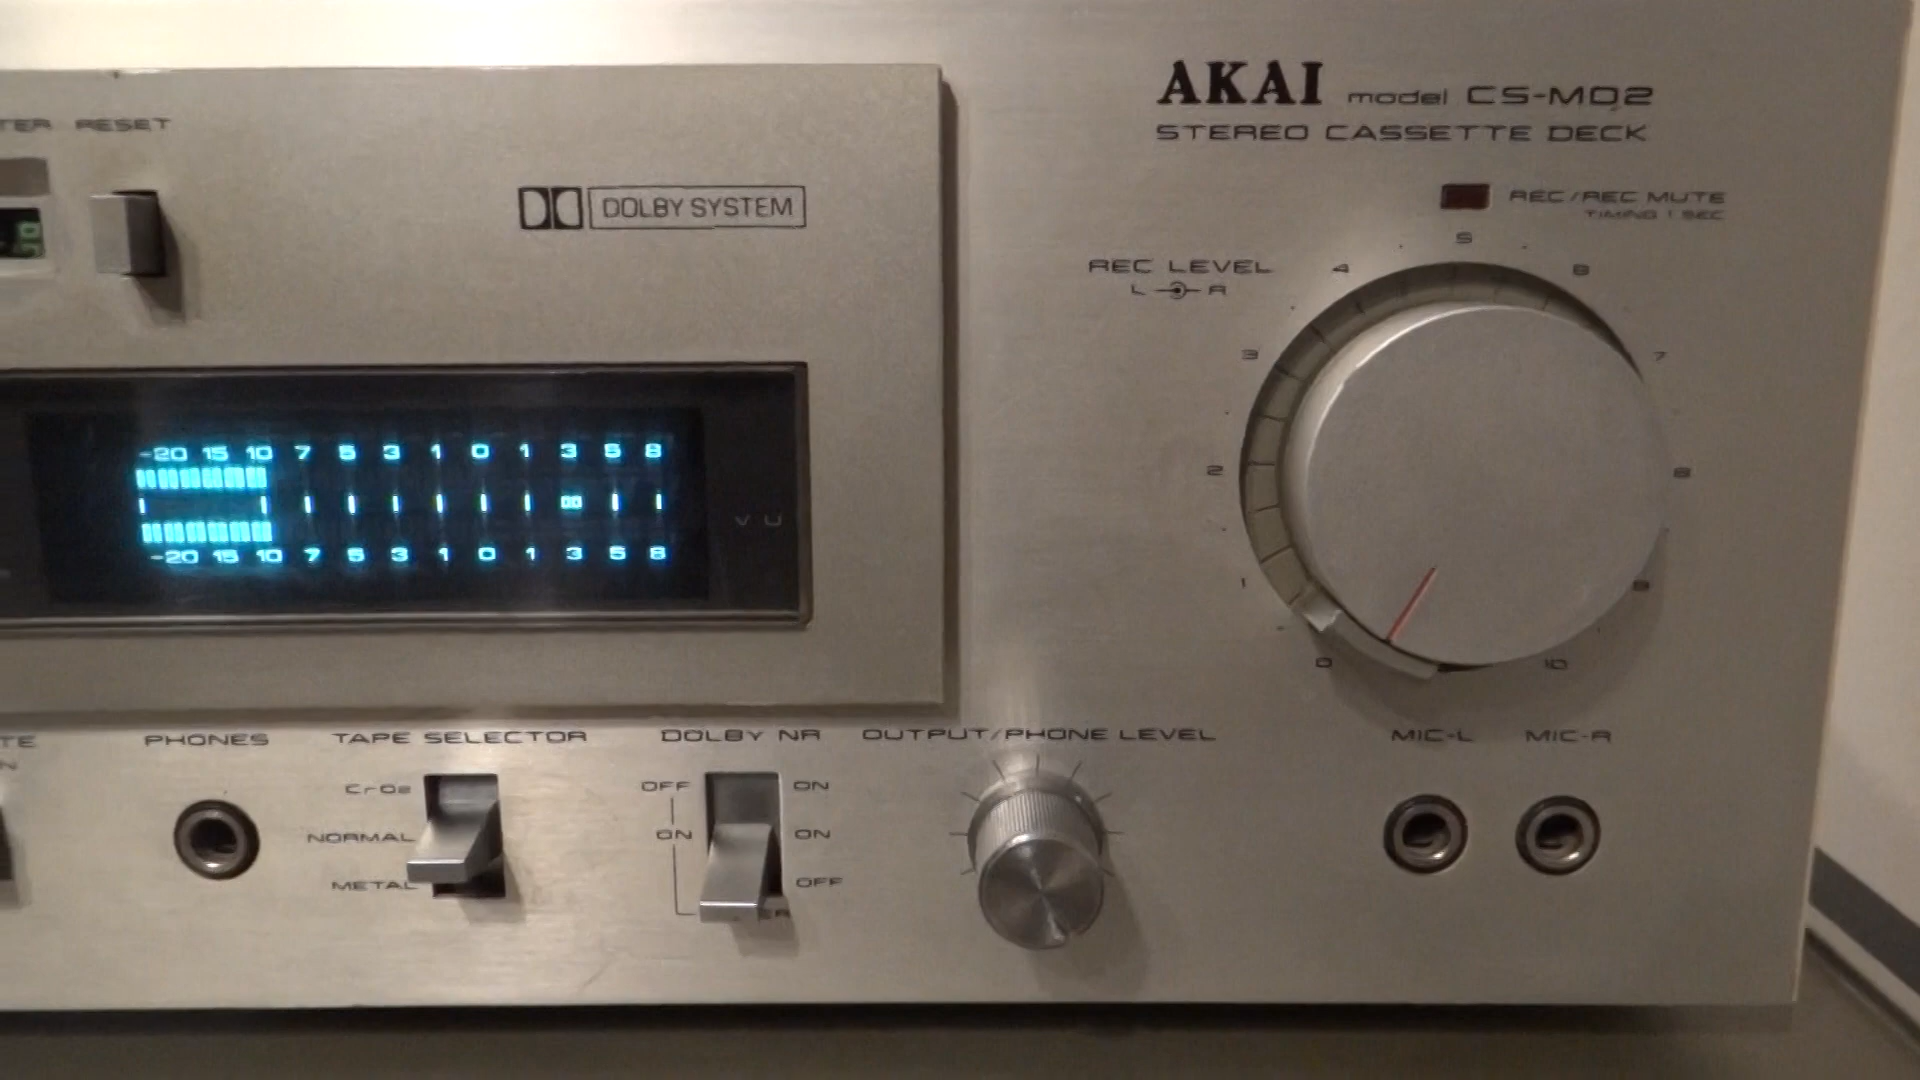 AKAI model CS-M02
STEREO CASSETTE DECK
RESET
DOLBY SYSTEM
REC/REC MUTE
TIMING 1 SEC
REC LEVEL
L R
0 1 2 3 4 5 6 7 8 9 10
-20 15 10 7 5 3 1 0 1 3 5 8
-20 15 10 7 5 3 1 0 1 3 5 8
VU
PHONES
TAPE SELECTOR
CrO2
NORMAL
METAL
DOLBY NR
OFF ON
ON ON
OFF
OUTPUT/PHONE LEVEL
MIC-L
MIC-R